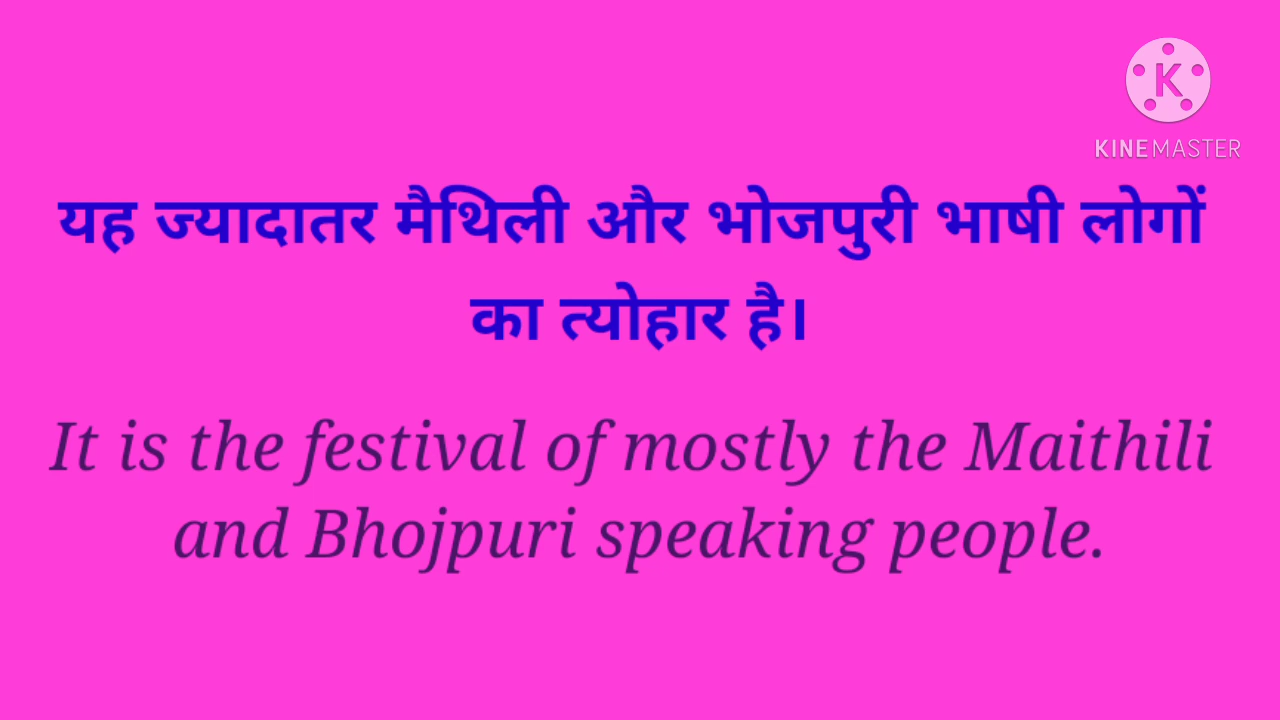 K
KINEMASTER
यह ज्यादातर मैथिली और भोजपुरी भाषी लोगों
का त्योहार है।
It is the festival of mostly the Maithili
and Bhojpuri speaking people.